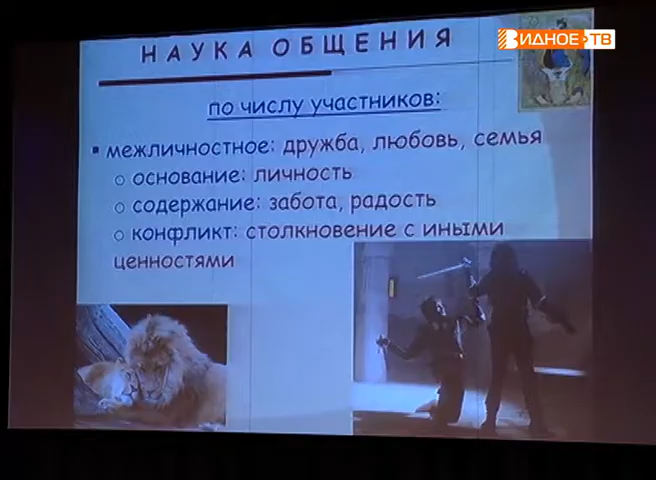 ВИДНОЕ ТВ
НАУКА ОБЩЕНИЯ
по числу участников:
межличностное: дружба, любовь, семья
основание: личность
содержание: забота, радость
конфликт: столкновение с иными
ценностями